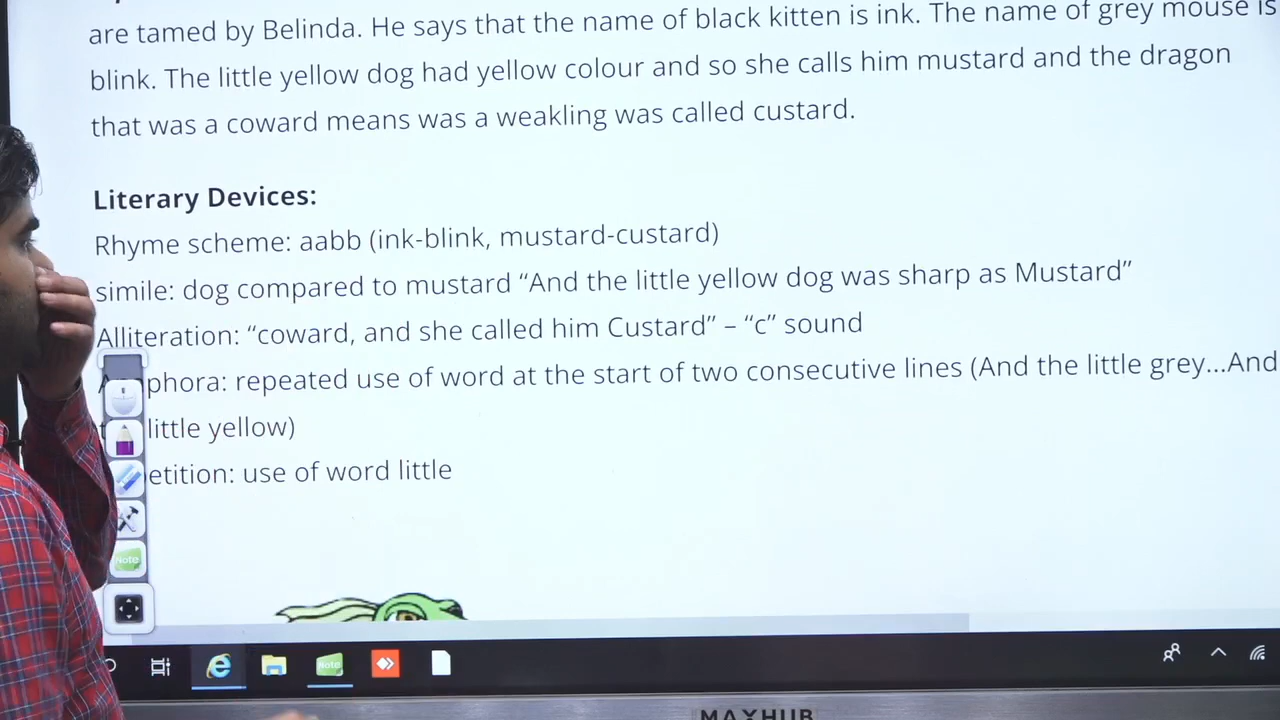 are tamed by Belinda. He says that the name of black kitten is ink. The name of grey mouse is
blink. The little yellow dog had yellow colour and so she calls him mustard and the dragon
that was a coward means was a weakling was called custard.
Literary Devices:
Rhyme scheme: aabb (ink-blink, mustard-custard)
simile: dog compared to mustard “And the little yellow dog was sharp as Mustard”
Alliteration: “coward, and she called him Custard” – “c” sound
phora: repeated use of word at the start of two consecutive lines (And the little grey...And
little yellow)
etition: use of word little
Note
Note
MAXHUB